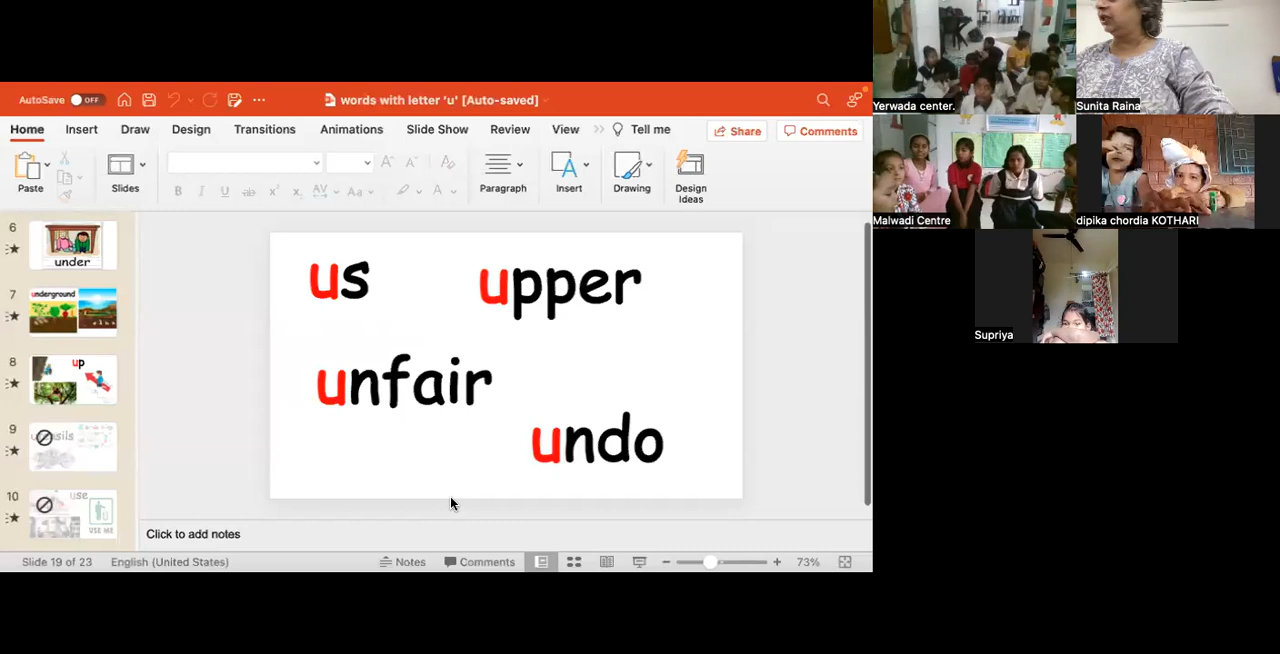 AutoSave OFF
words with letter 'u' [Auto-saved]
Home Insert Draw Design Transitions Animations Slide Show Review View Tell me Share Comments
Paste Slides Paragraph Insert Drawing Design Ideas
6
under
7
underground
8
up
9
10
use
USE ME
us upper
unfair
undo
Click to add notes
Slide 19 of 23 English (United States) Notes Comments 73%
Yerwada center.
Sunita Raina
Malwadi Centre
dipika chordia KOTHARI
Supriya